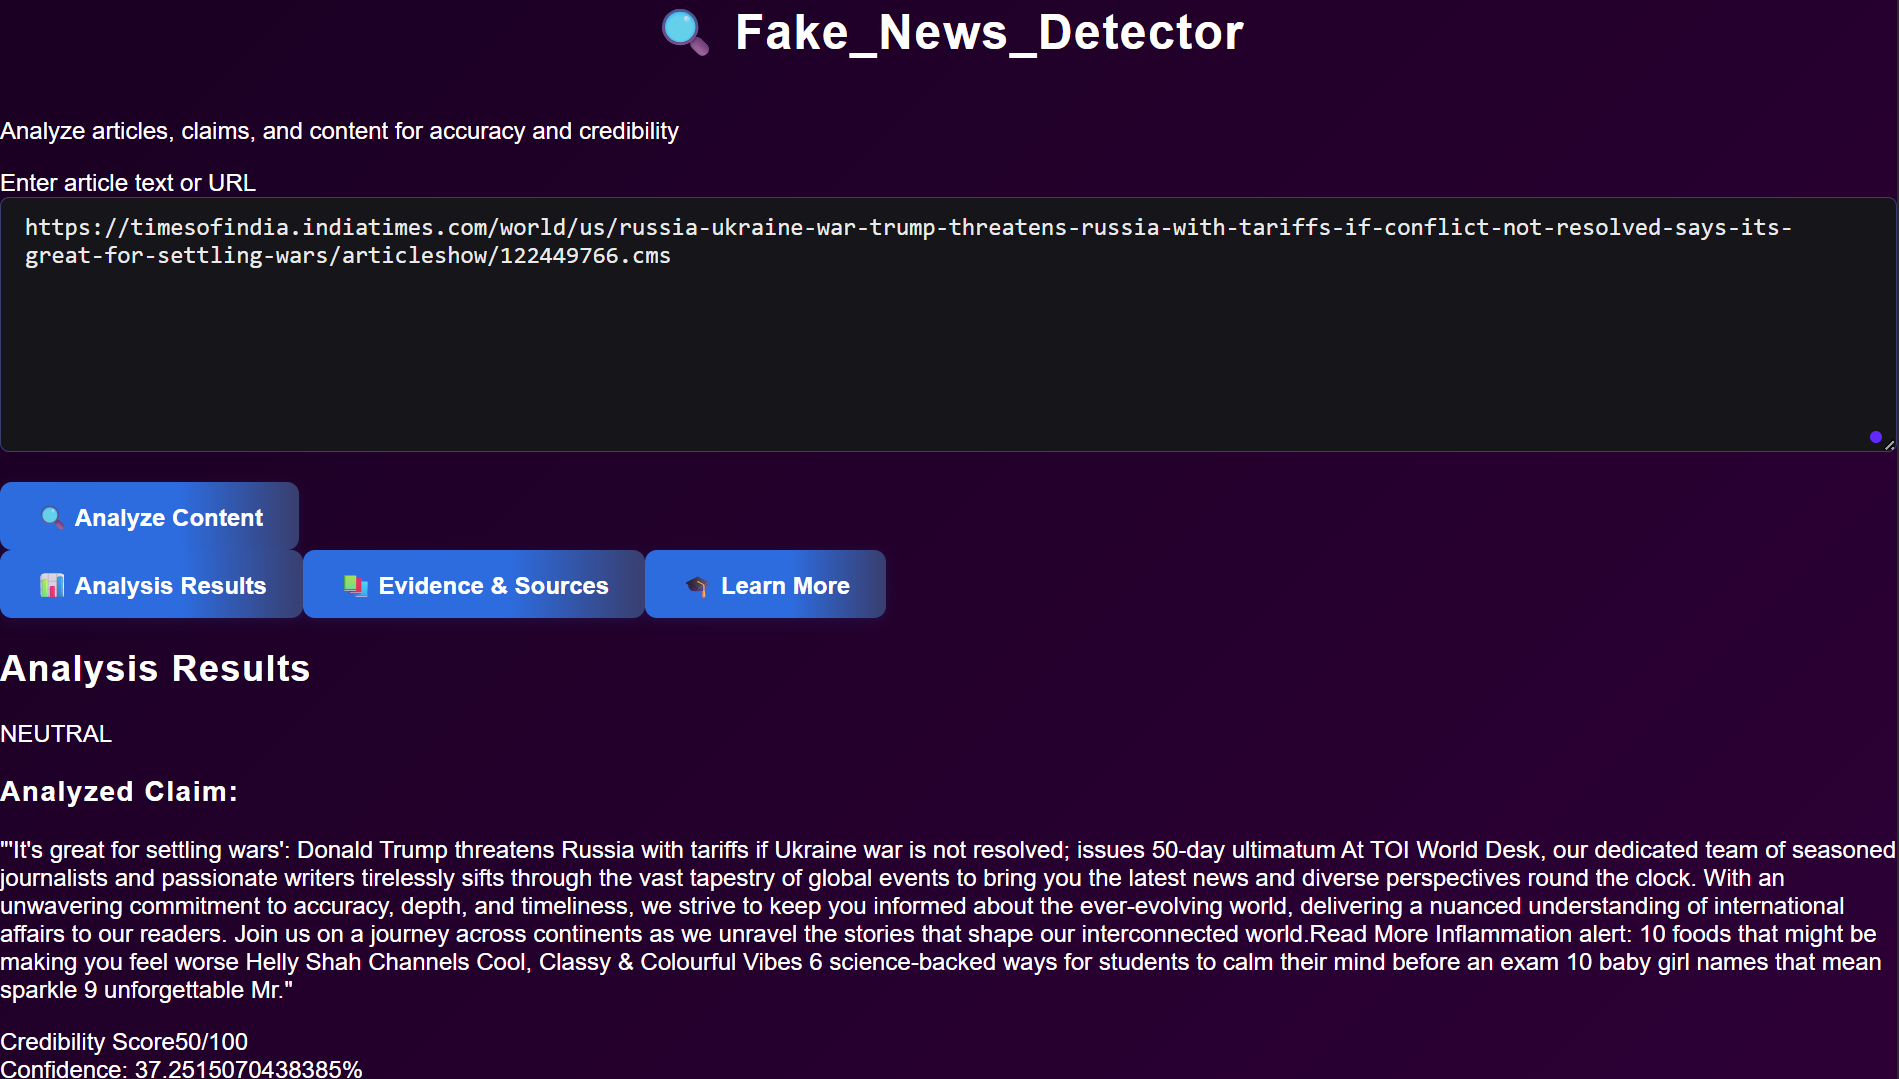 Fake_News_Detector
Analyze articles, claims, and content for accuracy and credibility
Enter article text or URL
https://timesofindia.indiatimes.com/world/us/russia-ukraine-war-trump-threatens-russia-with-tariffs-if-conflict-not-resolved-says-its-
great-for-settling-wars/articleshow/122449766.cms
Analyze Content
Analysis Results
Evidence & Sources
Learn More
Analysis Results
NEUTRAL
Analyzed Claim:
"'It's great for settling wars': Donald Trump threatens Russia with tariffs if Ukraine war is not resolved; issues 50-day ultimatum At TOI World Desk, our dedicated team of seasoned
journalists and passionate writers tirelessly sifts through the vast tapestry of global events to bring you the latest news and diverse perspectives round the clock. With an
unwavering commitment to accuracy, depth, and timeliness, we strive to keep you informed about the ever-evolving world, delivering a nuanced understanding of international
affairs to our readers. Join us on a journey across continents as we unravel the stories that shape our interconnected world.Read More Inflammation alert: 10 foods that might be
making you feel worse Helly Shah Channels Cool, Classy & Colourful Vibes 6 science-backed ways for students to calm their mind before an exam 10 baby girl names that mean
sparkle 9 unforgettable Mr."
Credibility Score50/100
Confidence: 37.2515070438385%